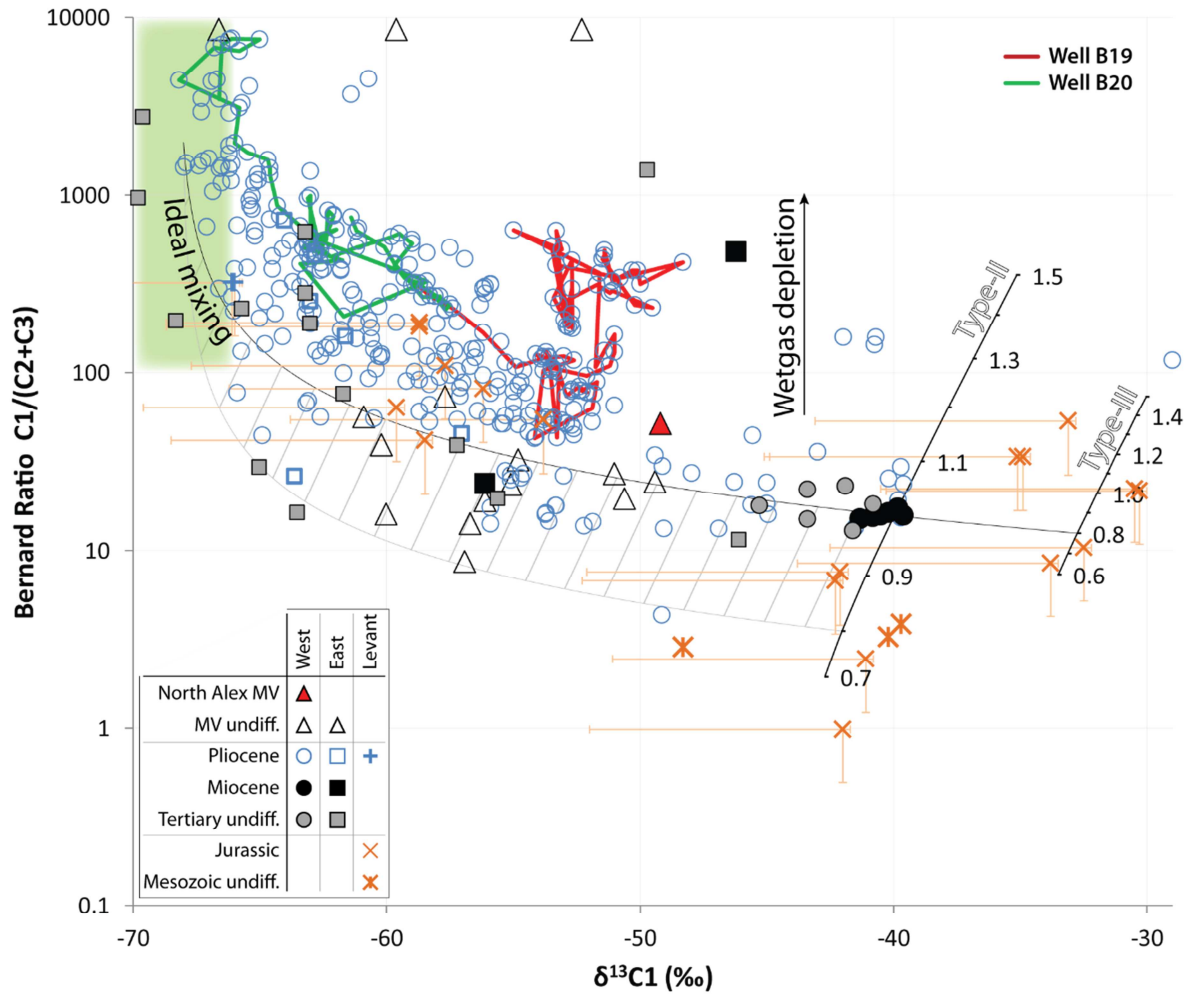 Bernard Ratio C1/(C2+C3)
10000
1000
100
10
1
0.1
Well B19
Well B20
Ideal mixing
Wetgas depletion
Type-II
1.5
1.3
1.1
0.9
0.7
Type-III
1.4
1.2
1.0
0.8
0.6
West
East
Levant
North Alex MV
MV undiff.
Pliocene
Miocene
Tertiary undiff.
Jurassic
Mesozoic undiff.
-70
-60
-50
-40
-30
δ¹³C1 (‰)